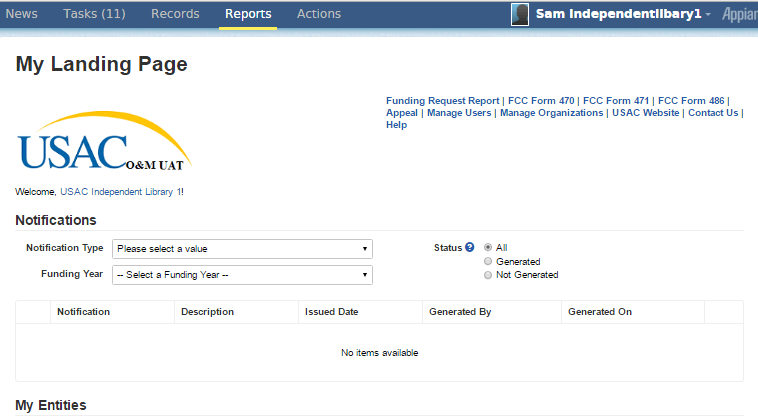 News Tasks (11) Records Reports Actions Sam Independentlibary1 Appian
My Landing Page
Funding Request Report | FCC Form 470 | FCC Form 471 | FCC Form 486 |
Appeal | Manage Users | Manage Organizations | USAC Website | Contact Us |
Help
USAC O&M UAT
Welcome, USAC Independent Library 1!
Notifications
Notification Type Please select a value Status ? All
Generated
Funding Year -- Select a Funding Year -- Not Generated
Notification Description Issued Date Generated By Generated On
No items available
My Entities